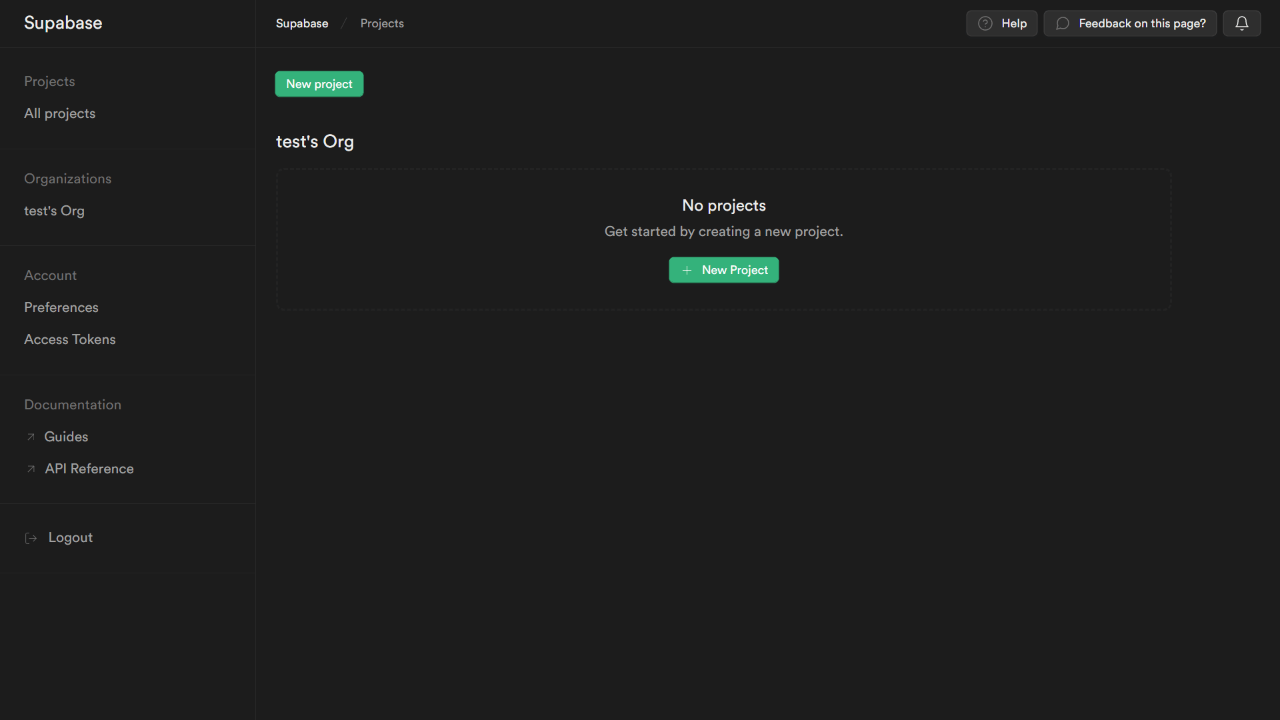 Supabase
Projects
All projects
Organizations
test's Org
Account
Preferences
Access Tokens
Documentation
Guides
API Reference
Logout
Supabase / Projects
Help
Feedback on this page?
New project
test's Org
No projects
Get started by creating a new project.
New Project